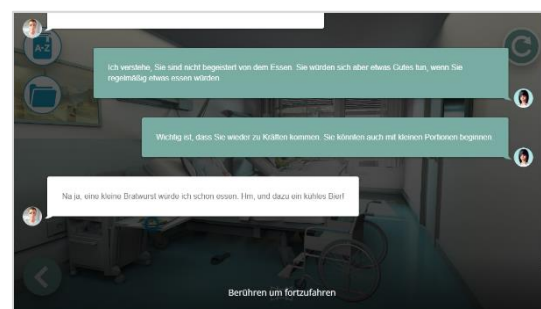 A-Z
Ich verstehe, Sie sind nicht begeistert von dem Essen. Sie würden sich aber etwas Gutes tun, wenn Sie
regelmäßig etwas essen würden
Wichtig ist, dass Sie wieder zu Kräften kommen. Sie könnten auch mit kleinen Portionen beginnen.
Na ja, eine kleine Bratwurst würde ich schon essen. Hm, und dazu ein kühles Bier!
Berühren um fortzufahren